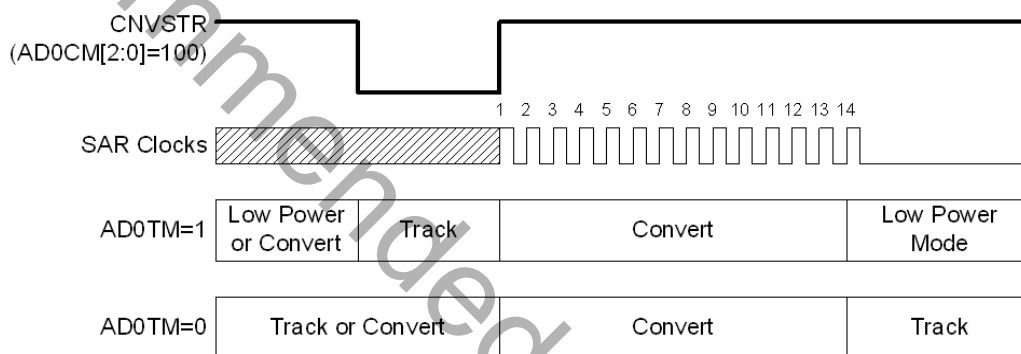 CNVSTR
(AD0CM[2:0]=100)
1 2 3 4 5 6 7 8 9 10 11 12 13 14
SAR Clocks
AD0TM=1
Low Power
or Convert
Track
Convert
Low Power
Mode
AD0TM=0
Track or Convert
Convert
Track
mmended